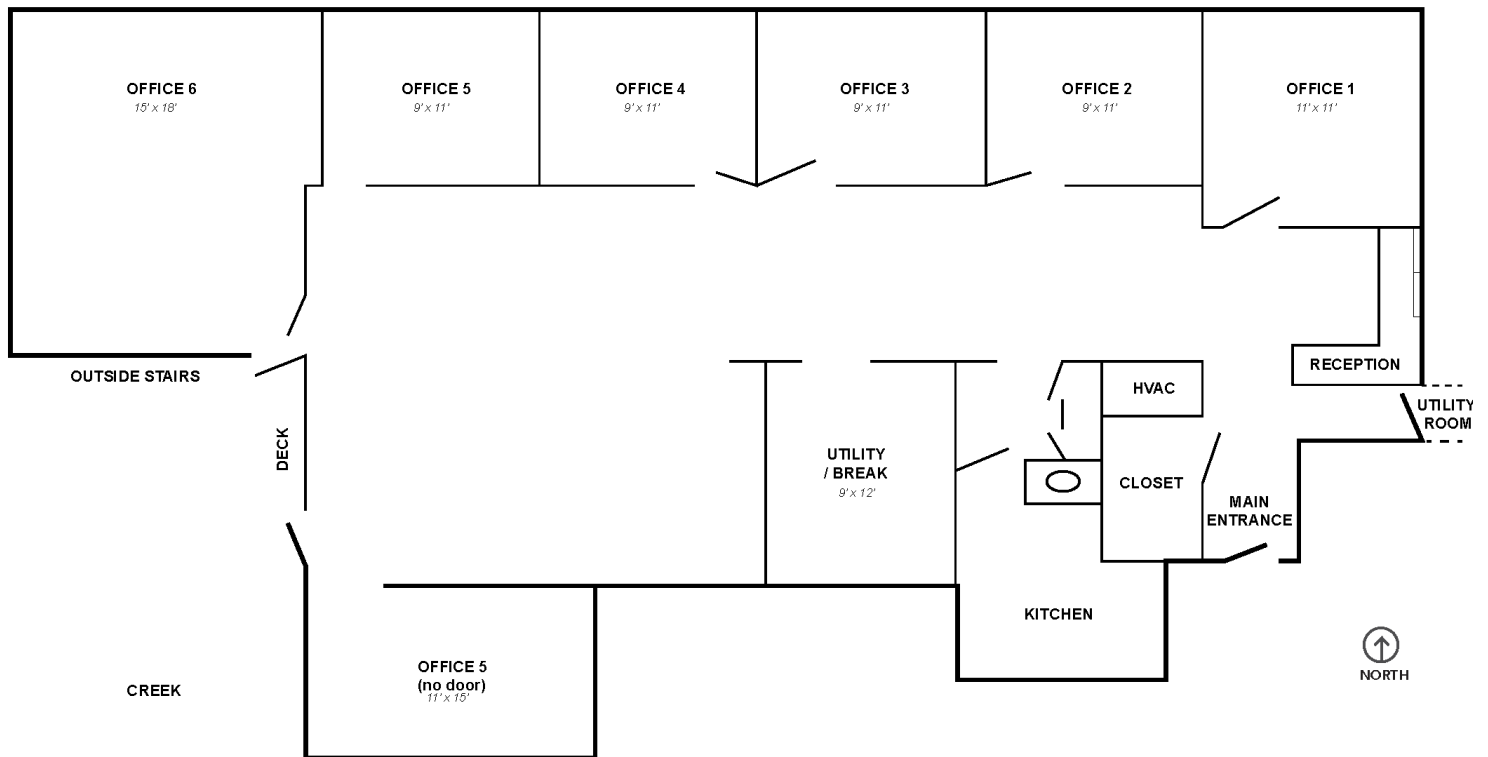 OFFICE 6
15' x 18'
OFFICE 5
9' x 11'
OFFICE 4
9' x 11'
OFFICE 3
9' x 11'
OFFICE 2
9' x 11'
OFFICE 1
11' x 11'
OUTSIDE STAIRS
DECK
RECEPTION
HVAC
UTILITY
ROOM
UTILITY
/ BREAK
9' x 12'
CLOSET
MAIN
ENTRANCE
KITCHEN
OFFICE 5
(no door)
11' x 15'
CREEK
NORTH